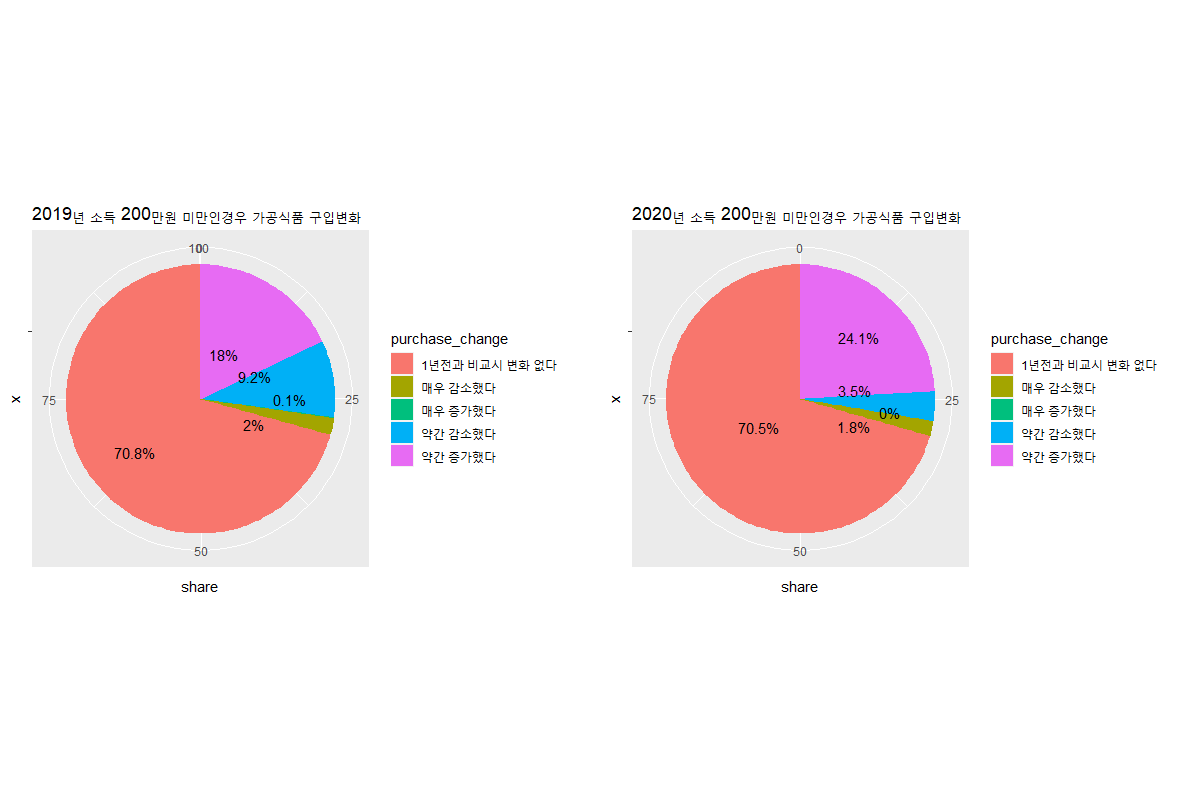 2019년 소득 200만원 미만인경우 가공식품 구입변화
100
0
18%
9.2%
0.1%
2%
70.8%
75
25
50
x
share
purchase_change
1년전과 비교시 변화 없다
매우 감소했다
매우 증가했다
약간 감소했다
약간 증가했다
2020년 소득 200만원 미만인경우 가공식품 구입변화
0
24.1%
3.5%
0%
1.8%
70.5%
75
25
50
x
share
purchase_change
1년전과 비교시 변화 없다
매우 감소했다
매우 증가했다
약간 감소했다
약간 증가했다